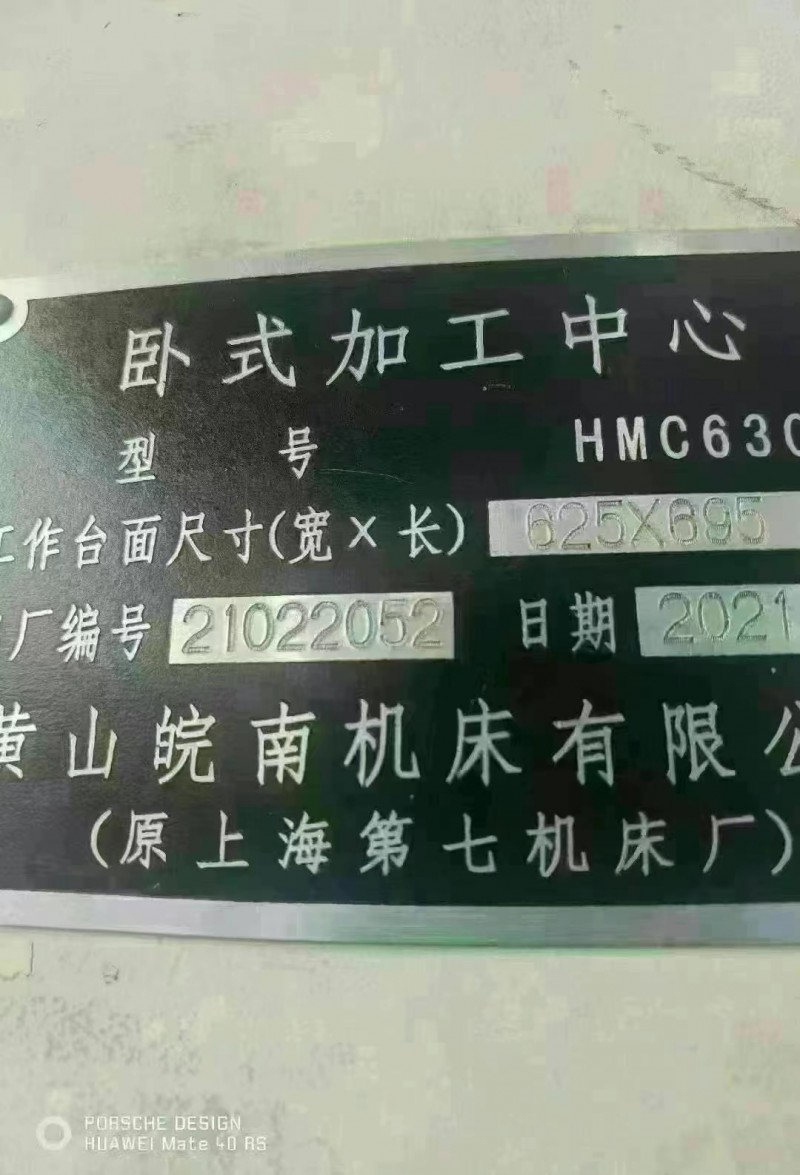 卧式加工中心
型 号 HMC630
工作台面尺寸(宽×长) 625X695
厂编号 21022052 日期 2021
黄山皖南机床有限公
(原上海第七机床厂)
PORSCHE DESIGN
HUAWEI Mate 40 RS